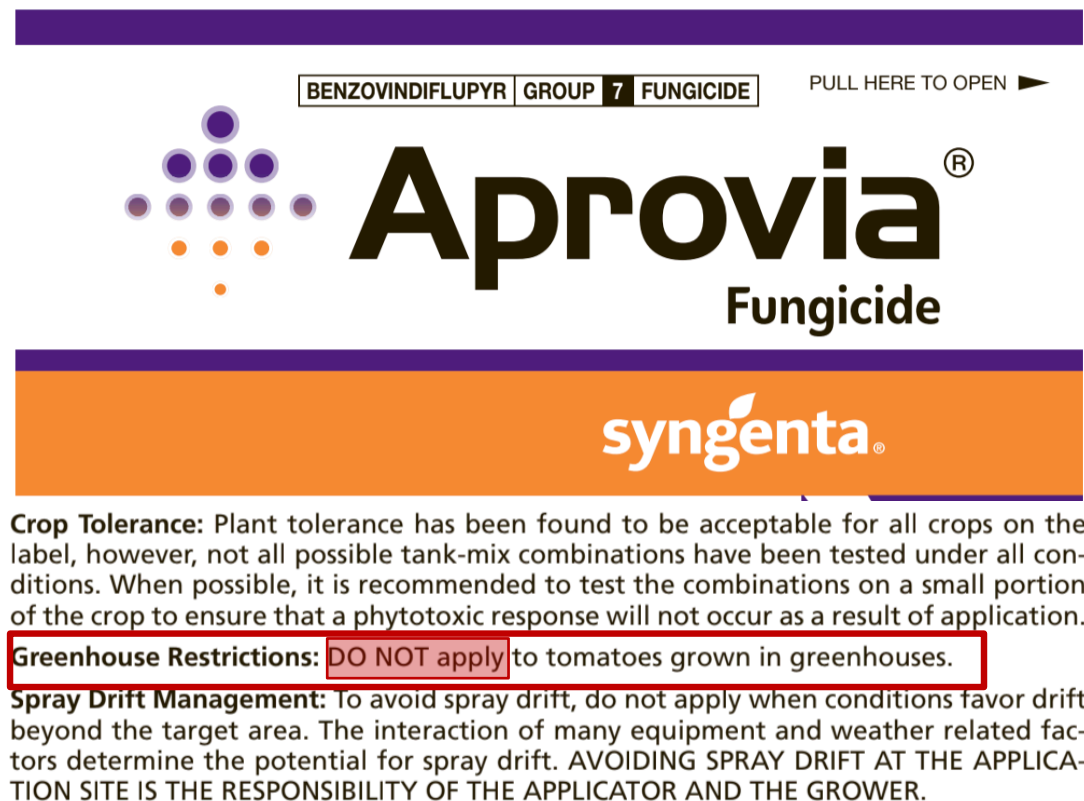 BENZOVINDIFLUPYR GROUP 7 FUNGICIDE
PULL HERE TO OPEN
Aprovia®
Fungicide
syngenta®
Crop Tolerance: Plant tolerance has been found to be acceptable for all crops on the
label, however, not all possible tank-mix combinations have been tested under all con-
ditions. When possible, it is recommended to test the combinations on a small portion
of the crop to ensure that a phytotoxic response will not occur as a result of application.
Greenhouse Restrictions: DO NOT apply to tomatoes grown in greenhouses.
Spray Drift Management: To avoid spray drift, do not apply when conditions favor drift
beyond the target area. The interaction of many equipment and weather related fac-
tors determine the potential for spray drift. AVOIDING SPRAY DRIFT AT THE APPLICA-
TION SITE IS THE RESPONSIBILITY OF THE APPLICATOR AND THE GROWER.